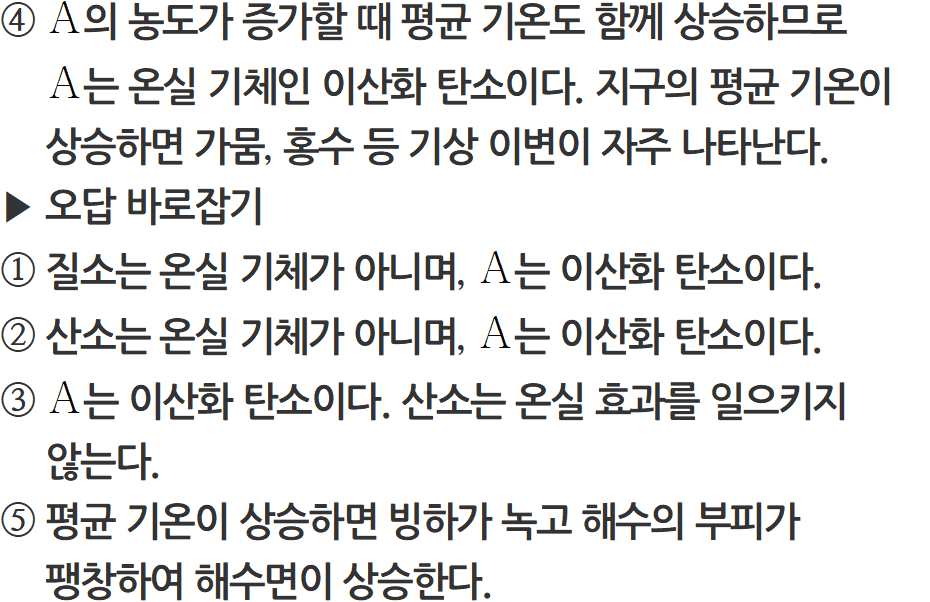 ④ A의 농도가 증가할 때 평균 기온도 함께 상승하므로
A는 온실 기체인 이산화 탄소이다. 지구의 평균 기온이
상승하면 가뭄, 홍수 등 기상 이변이 자주 나타난다.
▶ 오답 바로잡기
① 질소는 온실 기체가 아니며, A는 이산화 탄소이다.
② 산소는 온실 기체가 아니며, A는 이산화 탄소이다.
③ A는 이산화 탄소이다. 산소는 온실 효과를 일으키지
않는다.
⑤ 평균 기온이 상승하면 빙하가 녹고 해수의 부피가
팽창하여 해수면이 상승한다.